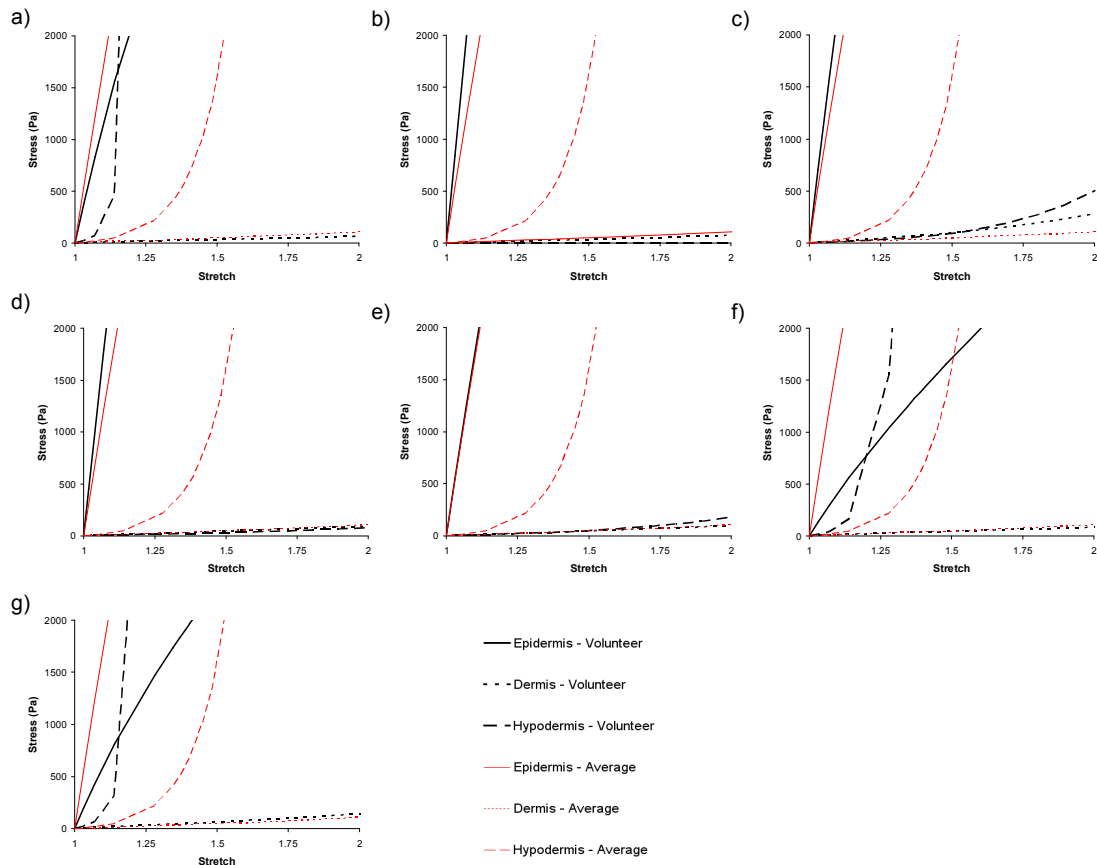 a)
b)
c)
2000
1500
1000
500
0
Stress (Pa)
1
1.25
1.5
1.75
2
Stretch
2000
1500
1000
500
0
Stress (Pa)
1
1.25
1.5
1.75
2
Stretch
2000
1500
1000
500
0
Stress (Pa)
1
1.25
1.5
1.75
2
Stretch
d)
e)
f)
2000
1500
1000
500
0
Stress (Pa)
1
1.25
1.5
1.75
2
Stretch
2000
1500
1000
500
0
Stress (Pa)
1
1.25
1.5
1.75
2
Stretch
2000
1500
1000
500
0
Stress (Pa)
1
1.25
1.5
1.75
2
Stretch
g)
2000
1500
1000
500
0
Stress (Pa)
1
1.25
1.5
1.75
2
Stretch
Epidermis - Volunteer
Dermis - Volunteer
Hypodermis - Volunteer
Epidermis - Average
Dermis - Average
Hypodermis - Average